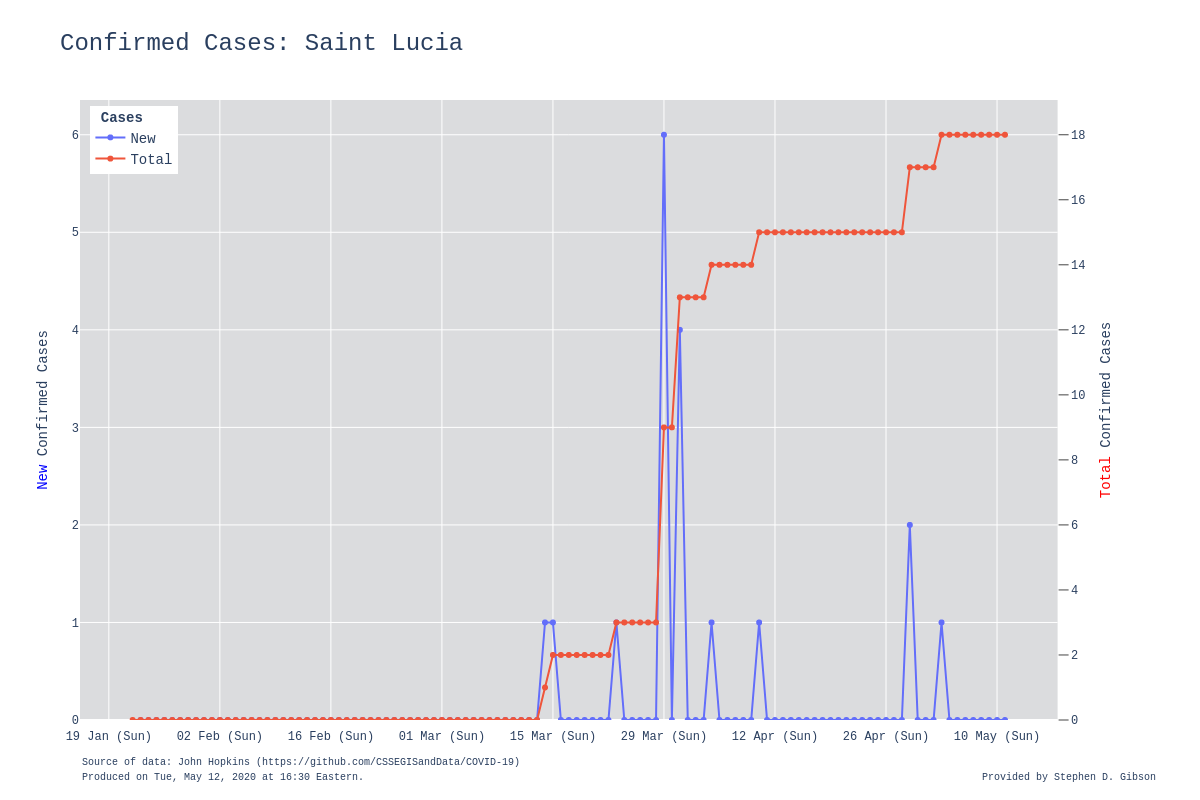 Confirmed Cases: Saint Lucia
Cases
New
Total
6
5
4
3
2
1
0
New Confirmed Cases
18
16
14
12
10
8
6
4
2
0
Total Confirmed Cases
19 Jan (Sun) 02 Feb (Sun) 16 Feb (Sun) 01 Mar (Sun) 15 Mar (Sun) 29 Mar (Sun) 12 Apr (Sun) 26 Apr (Sun) 10 May (Sun)
Source of data: John Hopkins (https://github.com/CSSEGISandData/COVID-19)
Produced on Tue, May 12, 2020 at 16:30 Eastern.
Provided by Stephen D. Gibson